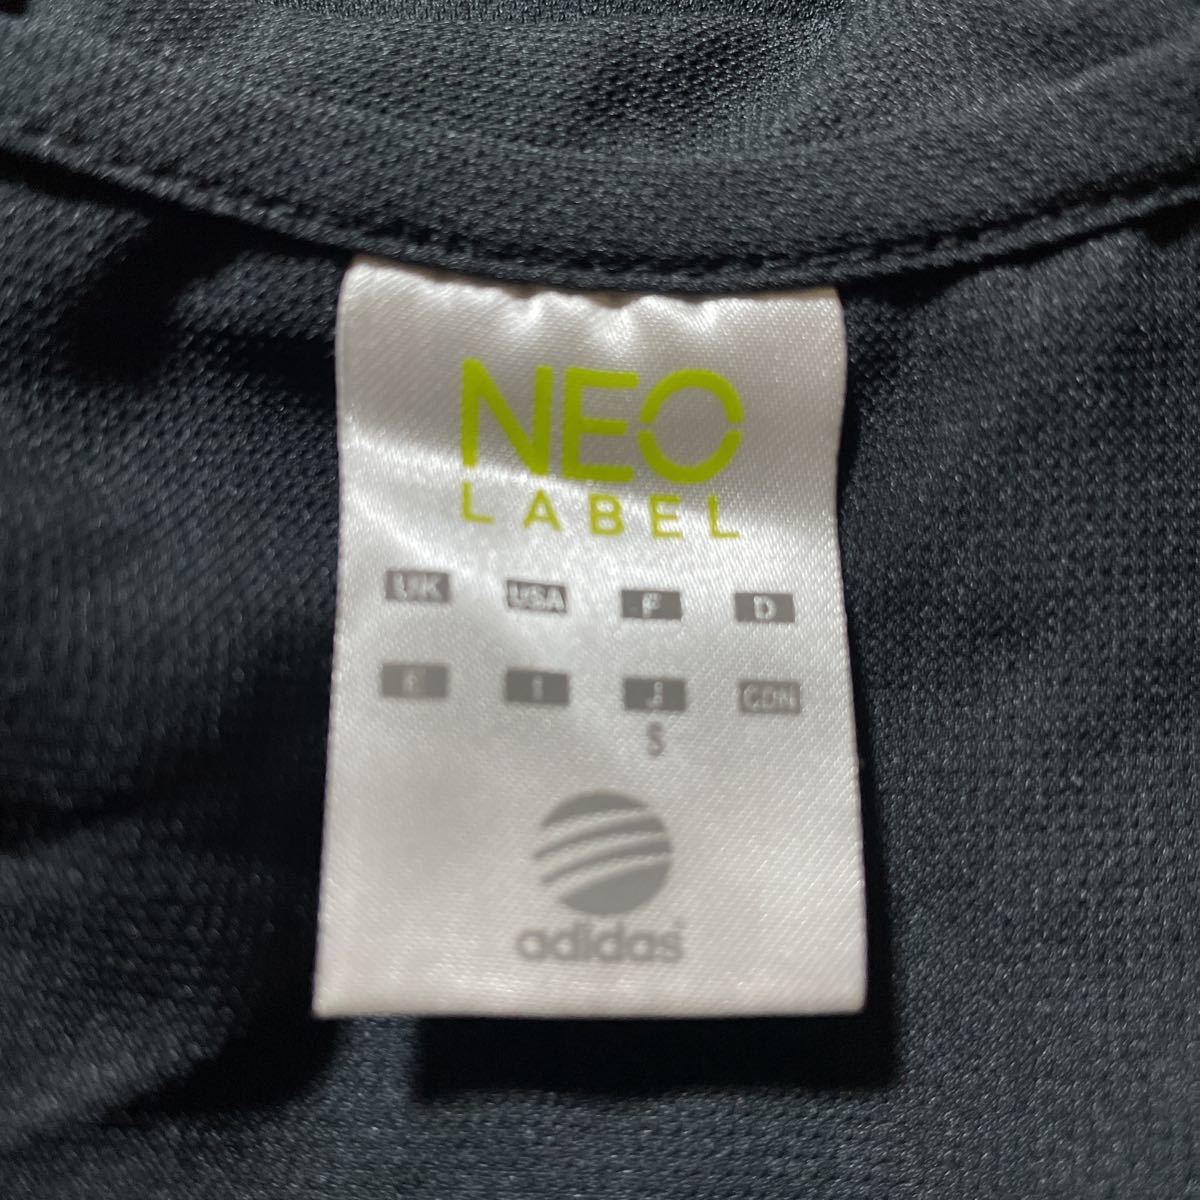 NEO
LABEL
UK USA F D
E I J CDN
S
adidas